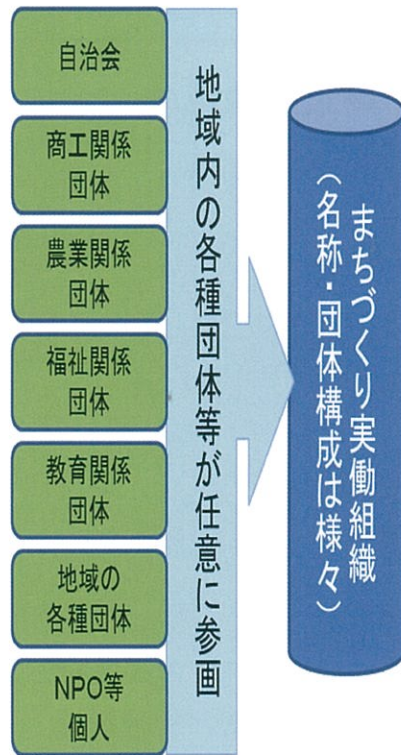 自治会
商工関係
団体
農業関係
団体
福祉関係
団体
教育関係
団体
地域の
各種団体
NPO等
個人
地域内の各種団体等が任意に参画
まちづくり実働組織
（名称・団体構成は様々）